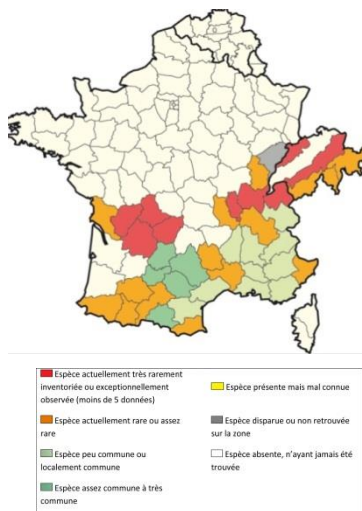 Espèce actuellement très rarement
inventoriée ou exceptionnellement
observée (moins de 5 données)
Espèce actuellement rare ou assez
rare
Espèce peu commune ou
localement commune
Espèce assez commune à très
commune
Espèce présente mais mal connue
Espèce disparue ou non retrouvée
sur la zone
Espèce absente, n'ayant jamais été
trouvée